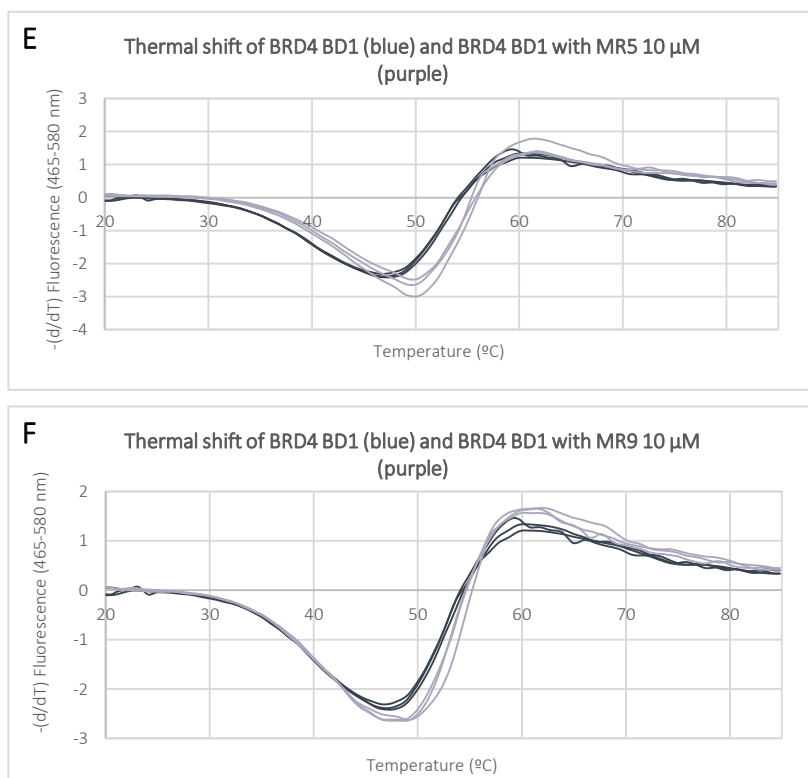 E
Thermal shift of BRD4 BD1 (blue) and BRD4 BD1 with MR5 10 µM
(purple)
-(d/dT) Fluorescence (465-580 nm)
3
2
1
0
-1
-2
-3
-4
20 30 40 50 60 70 80
Temperature (ºC)
F
Thermal shift of BRD4 BD1 (blue) and BRD4 BD1 with MR9 10 µM
(purple)
-(d/dT) Fluorescence (465-580 nm)
2
1
0
-1
-2
-3
20 30 40 50 60 70 80
Temperature (ºC)